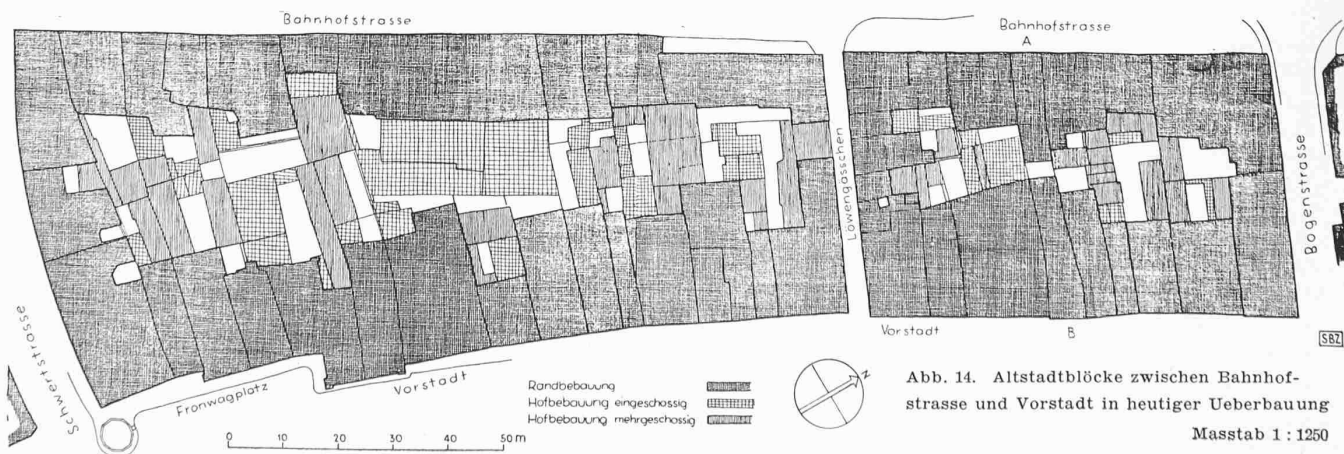 Bahnhofstrasse
Bahnhofstrasse
A
Löwengässchen
Bogenstrasse
Schwertstrasse
Fronwagplatz
Vorstadt
Vorstadt
B
SBZ
Randbebauung
Hofbebauung eingeschossig
Hofbebauung mehrgeschossig
N
0 10 20 30 40 50 m
Abb. 14. Altstadtblöcke zwischen Bahnhof-
strasse und Vorstadt in heutiger Ueberbauung
Masstab 1 : 1250